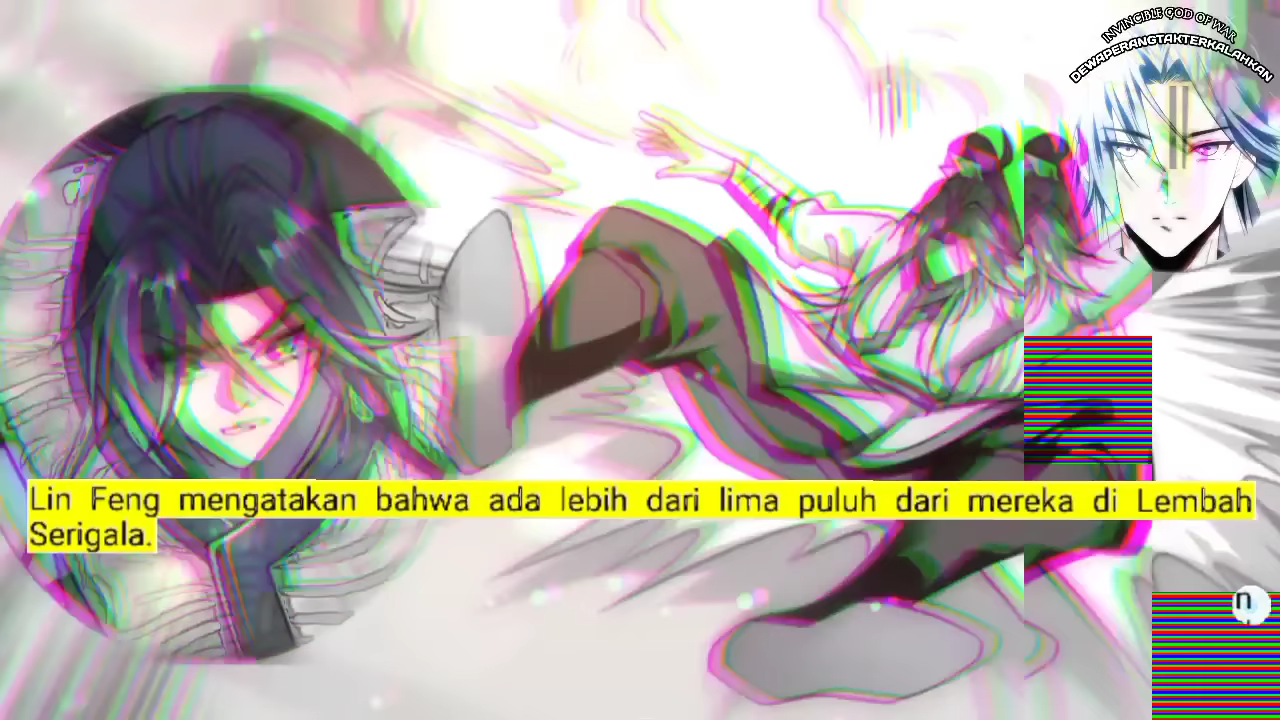 INVINCIBLE GOD OF WAR
DEWAPERANGTAKTERKALAHKAN
Lin Feng mengatakan bahwa ada lebih dari lima puluh dari mereka di Lembah
Serigala.
n